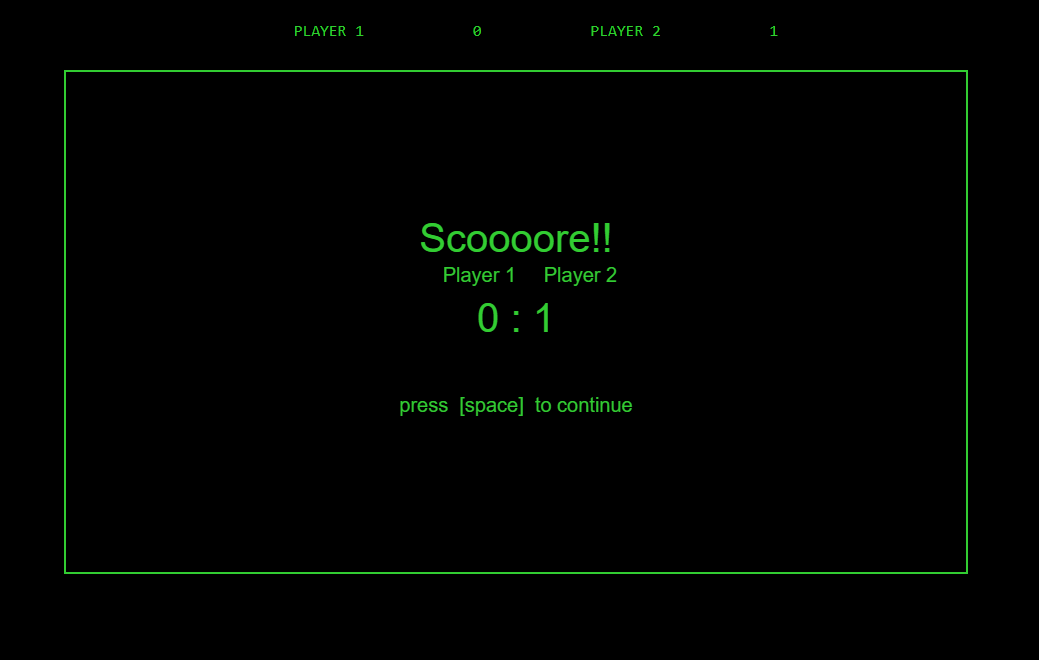 PLAYER 1 0 PLAYER 2 1
Scoooore!!
Player 1 Player 2
0 : 1
press [space] to continue